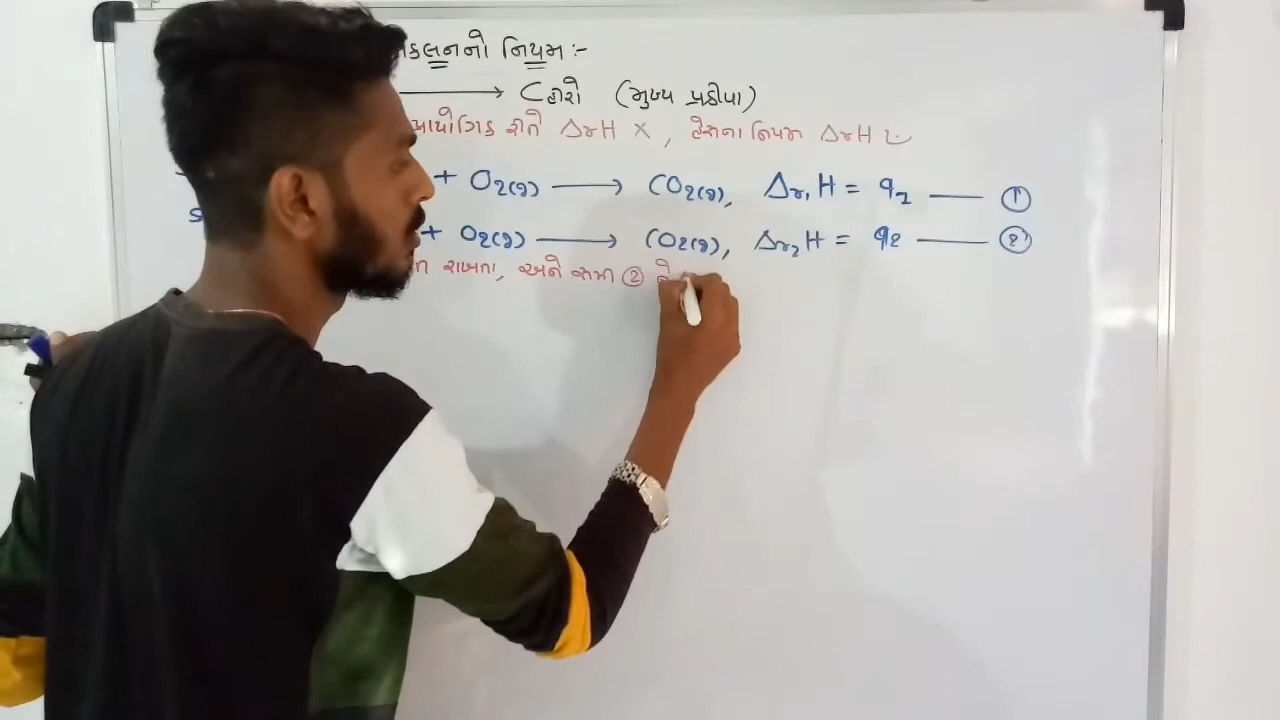 કલનનો નિયમ :-
⟶ C હીરો (મુખ્ય પ્રક્રીયા)
પ્રાયોગિક રીતે ΔrH ×, હેસના નિયમ ΔrH ✓
+ O2(g) ⟶ CO2(g), Δr1H = q1 —— ①
+ O2(g) ⟶ CO2(g), Δr2H = q2 —— ②
રાખતા, અને સમી ②